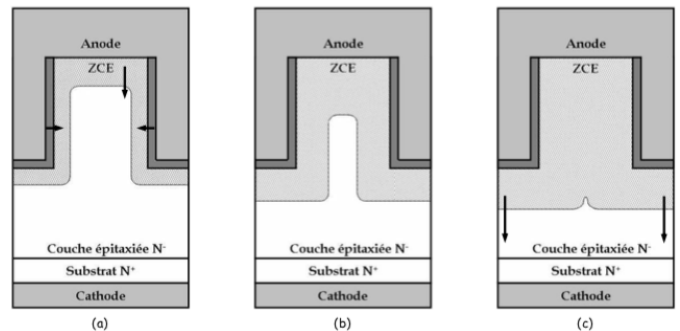 Anode
ZCE
Couche épitaxiée N-
Substrat N+
Cathode
(a)
Anode
ZCE
Couche épitaxiée N-
Substrat N+
Cathode
(b)
Anode
ZCE
Couche épitaxiée N-
Substrat N+
Cathode
(c)